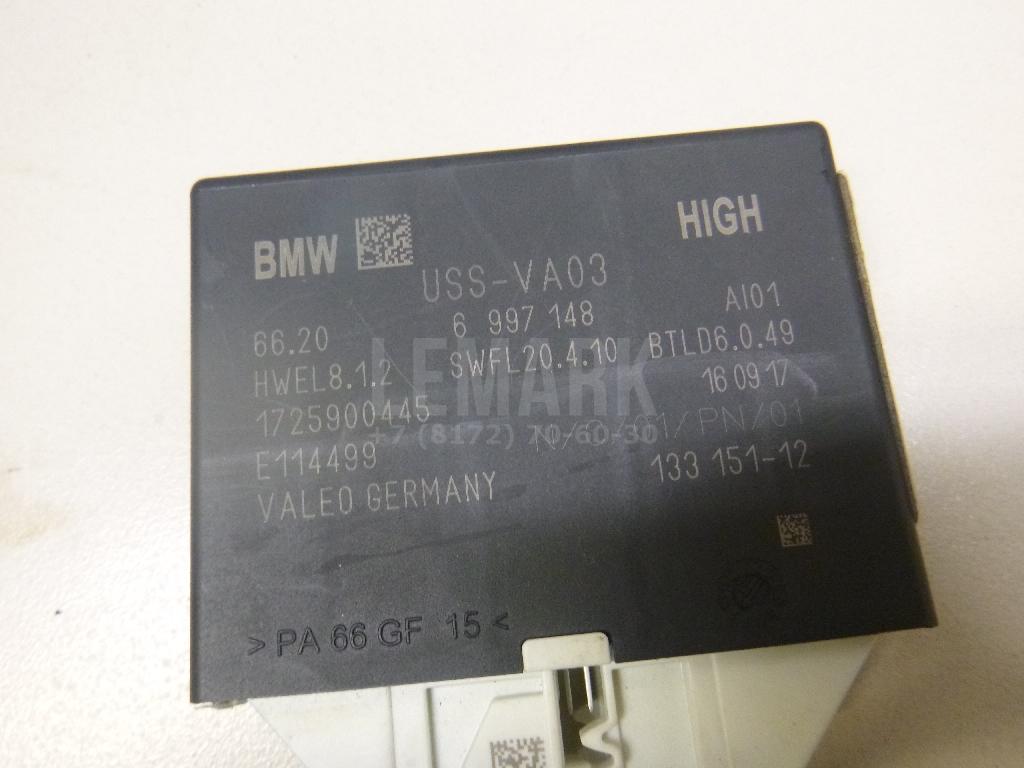 BMW HIGH
USS-VA03
66.20 6 997 148 AI01
HWEL8.1.2 SWFL20.4.10 BTLD6.0.49
LEMARK
1725900445 16 09 17
+7 (8172) 70-60-30
E114499 /PN/01
VALEO GERMANY 133 151-12
>PA 66 GF 15<